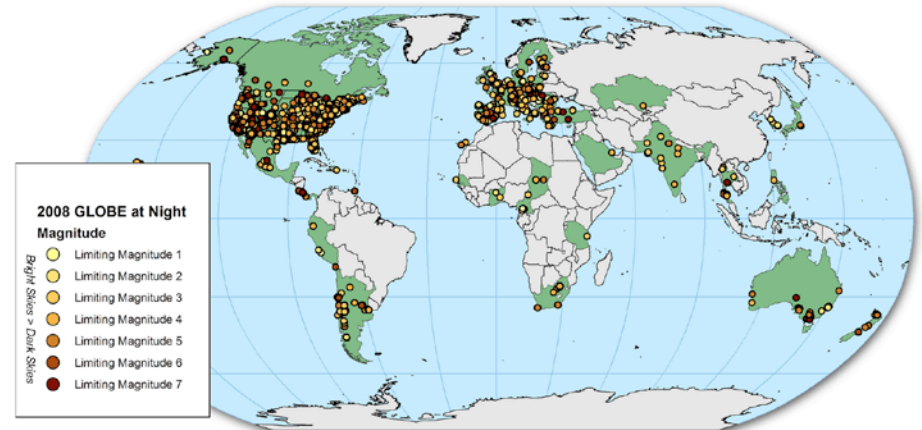 2008 GLOBE at Night
Magnitude
Limiting Magnitude 1
Limiting Magnitude 2
Limiting Magnitude 3
Limiting Magnitude 4
Limiting Magnitude 5
Limiting Magnitude 6
Limiting Magnitude 7
Bright Skies > Dark Skies